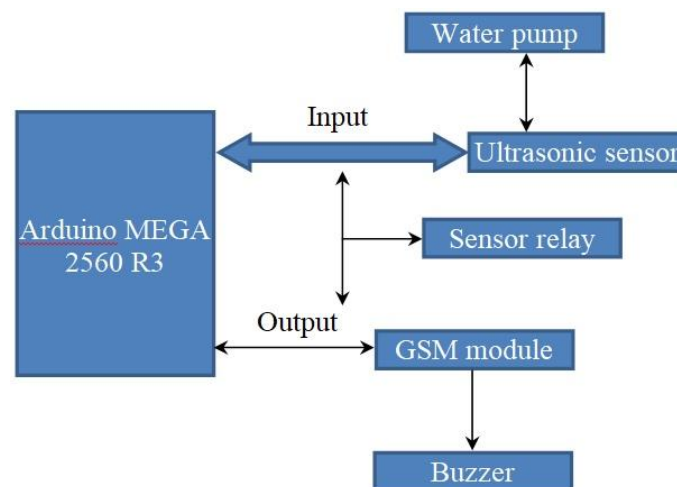 Water pump
Input
Ultrasonic sensor
Arduino MEGA
2560 R3
Sensor relay
Output
GSM module
Buzzer